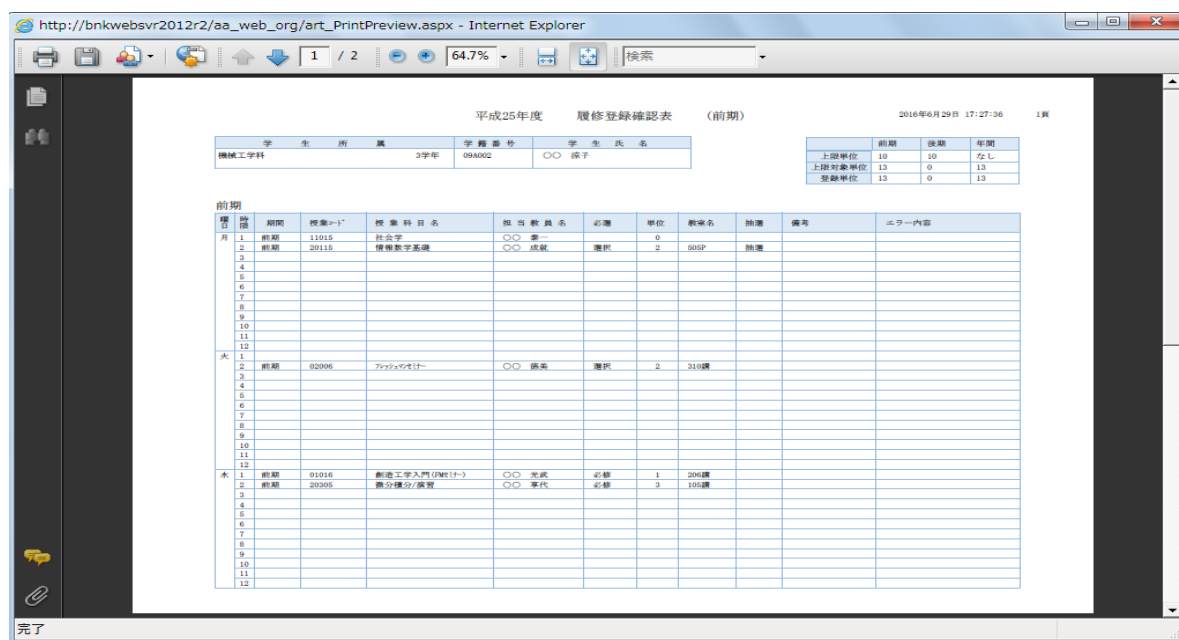 http://bnkwebsvr2012r2/aa_web_org/art_PrintPreview.aspx - Internet Explorer
1 / 2 64.7% 検索
平成25年度 履修登録確認表 (前期) 2016年6月29日 17:27:36 1頁
学生所属 学籍番号 学生氏名
機械工学科 3学年 09A002 〇〇 涼子
前期 後期 年間
上限単位 10 10 なし
上限対象単位 13 0 13
登録単位 13 0 13
前期
曜日 時限 期間 授業コード 授業科目名 担当教員名 必選 単位 教室名 抽選 備考 エラー内容
月 1 前期 11015 社会学 〇〇 泰一 0
2 前期 20115 情報数学基礎 〇〇 成就 選択 2 505P 抽選
3
4
5
6
7
8
9
10
11
12
火 1
2 前期 02006 フレッシュマンセミナー 〇〇 徳美 選択 2 310講
3
4
5
6
7
8
9
10
11
12
水 1 前期 01016 創造工学入門(FMセミナー) 〇〇 光武 必修 1 206講
2 前期 20305 微分積分/演習 〇〇 享代 必修 3 105講
3
4
5
6
7
8
9
10
11
12
完了